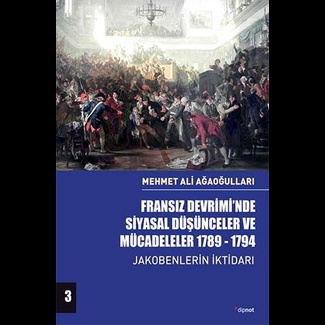 MEHMET ALİ AĞAOĞULLARI
FRANSIZ DEVRİMİ'NDE
SİYASAL DÜŞÜNCELER VE
MÜCADELELER 1789 - 1794
JAKOBENLERİN İKTİDARI
3
dipnot